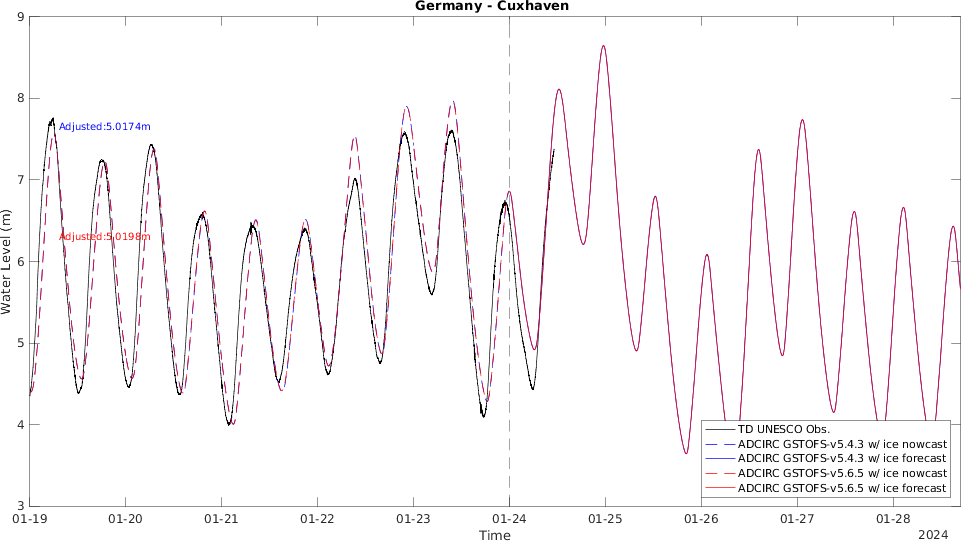 Germany - Cuxhaven
9
8
7
6
5
4
3
Water Level (m)
Adjusted:5.0174m
Adjusted:5.0198m
TD UNESCO Obs.
ADCIRC GSTOFS-v5.4.3 w/ ice nowcast
ADCIRC GSTOFS-v5.4.3 w/ ice forecast
ADCIRC GSTOFS-v5.6.5 w/ ice nowcast
ADCIRC GSTOFS-v5.6.5 w/ ice forecast
01-19 01-20 01-21 01-22 01-23 01-24 01-25 01-26 01-27 01-28
Time
2024